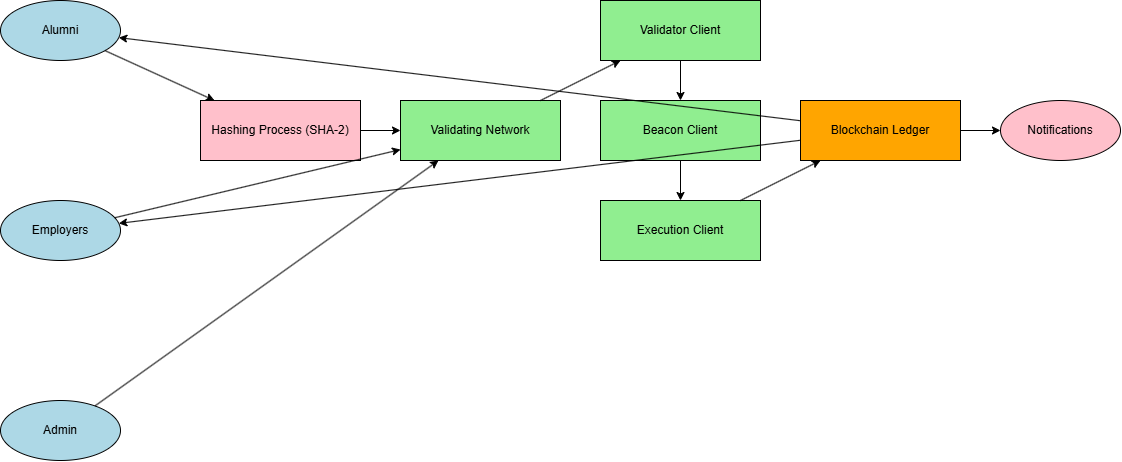 Alumni
Validator Client
Hashing Process (SHA-2)
Validating Network
Beacon Client
Blockchain Ledger
Notifications
Employers
Execution Client
Admin